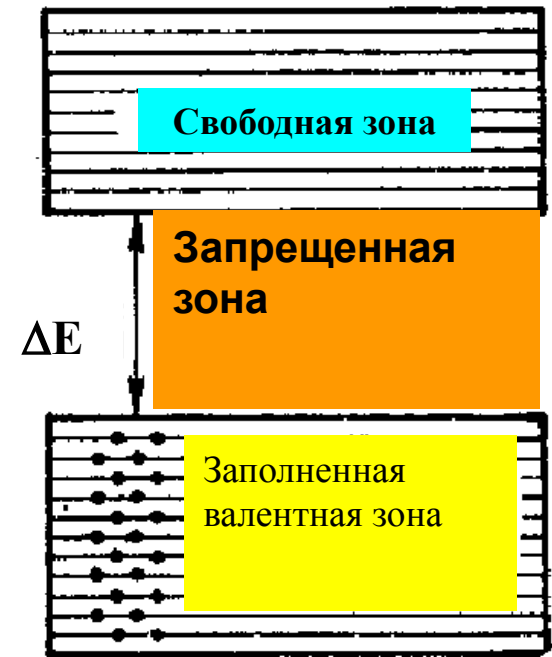 Свободная зона
Запрещенная
зона
ΔE
Заполненная
валентная зона